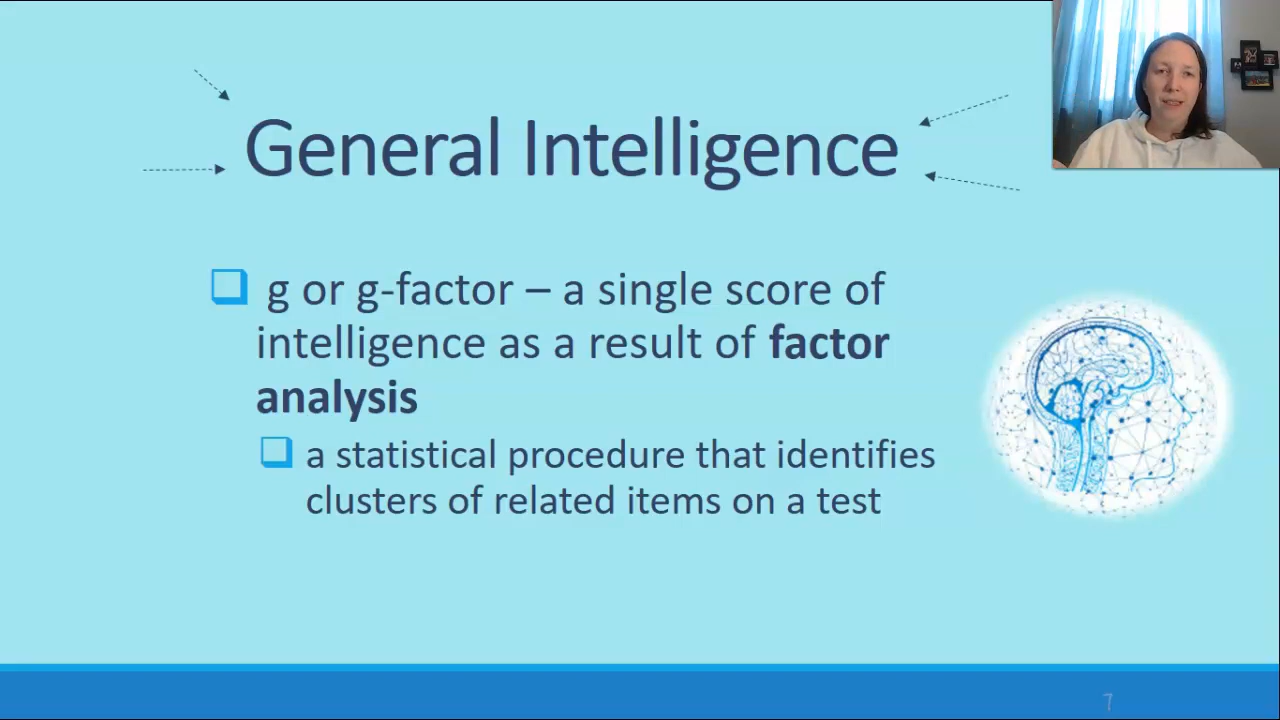 General Intelligence
g or g-factor – a single score of
intelligence as a result of factor
analysis
a statistical procedure that identifies
clusters of related items on a test
7